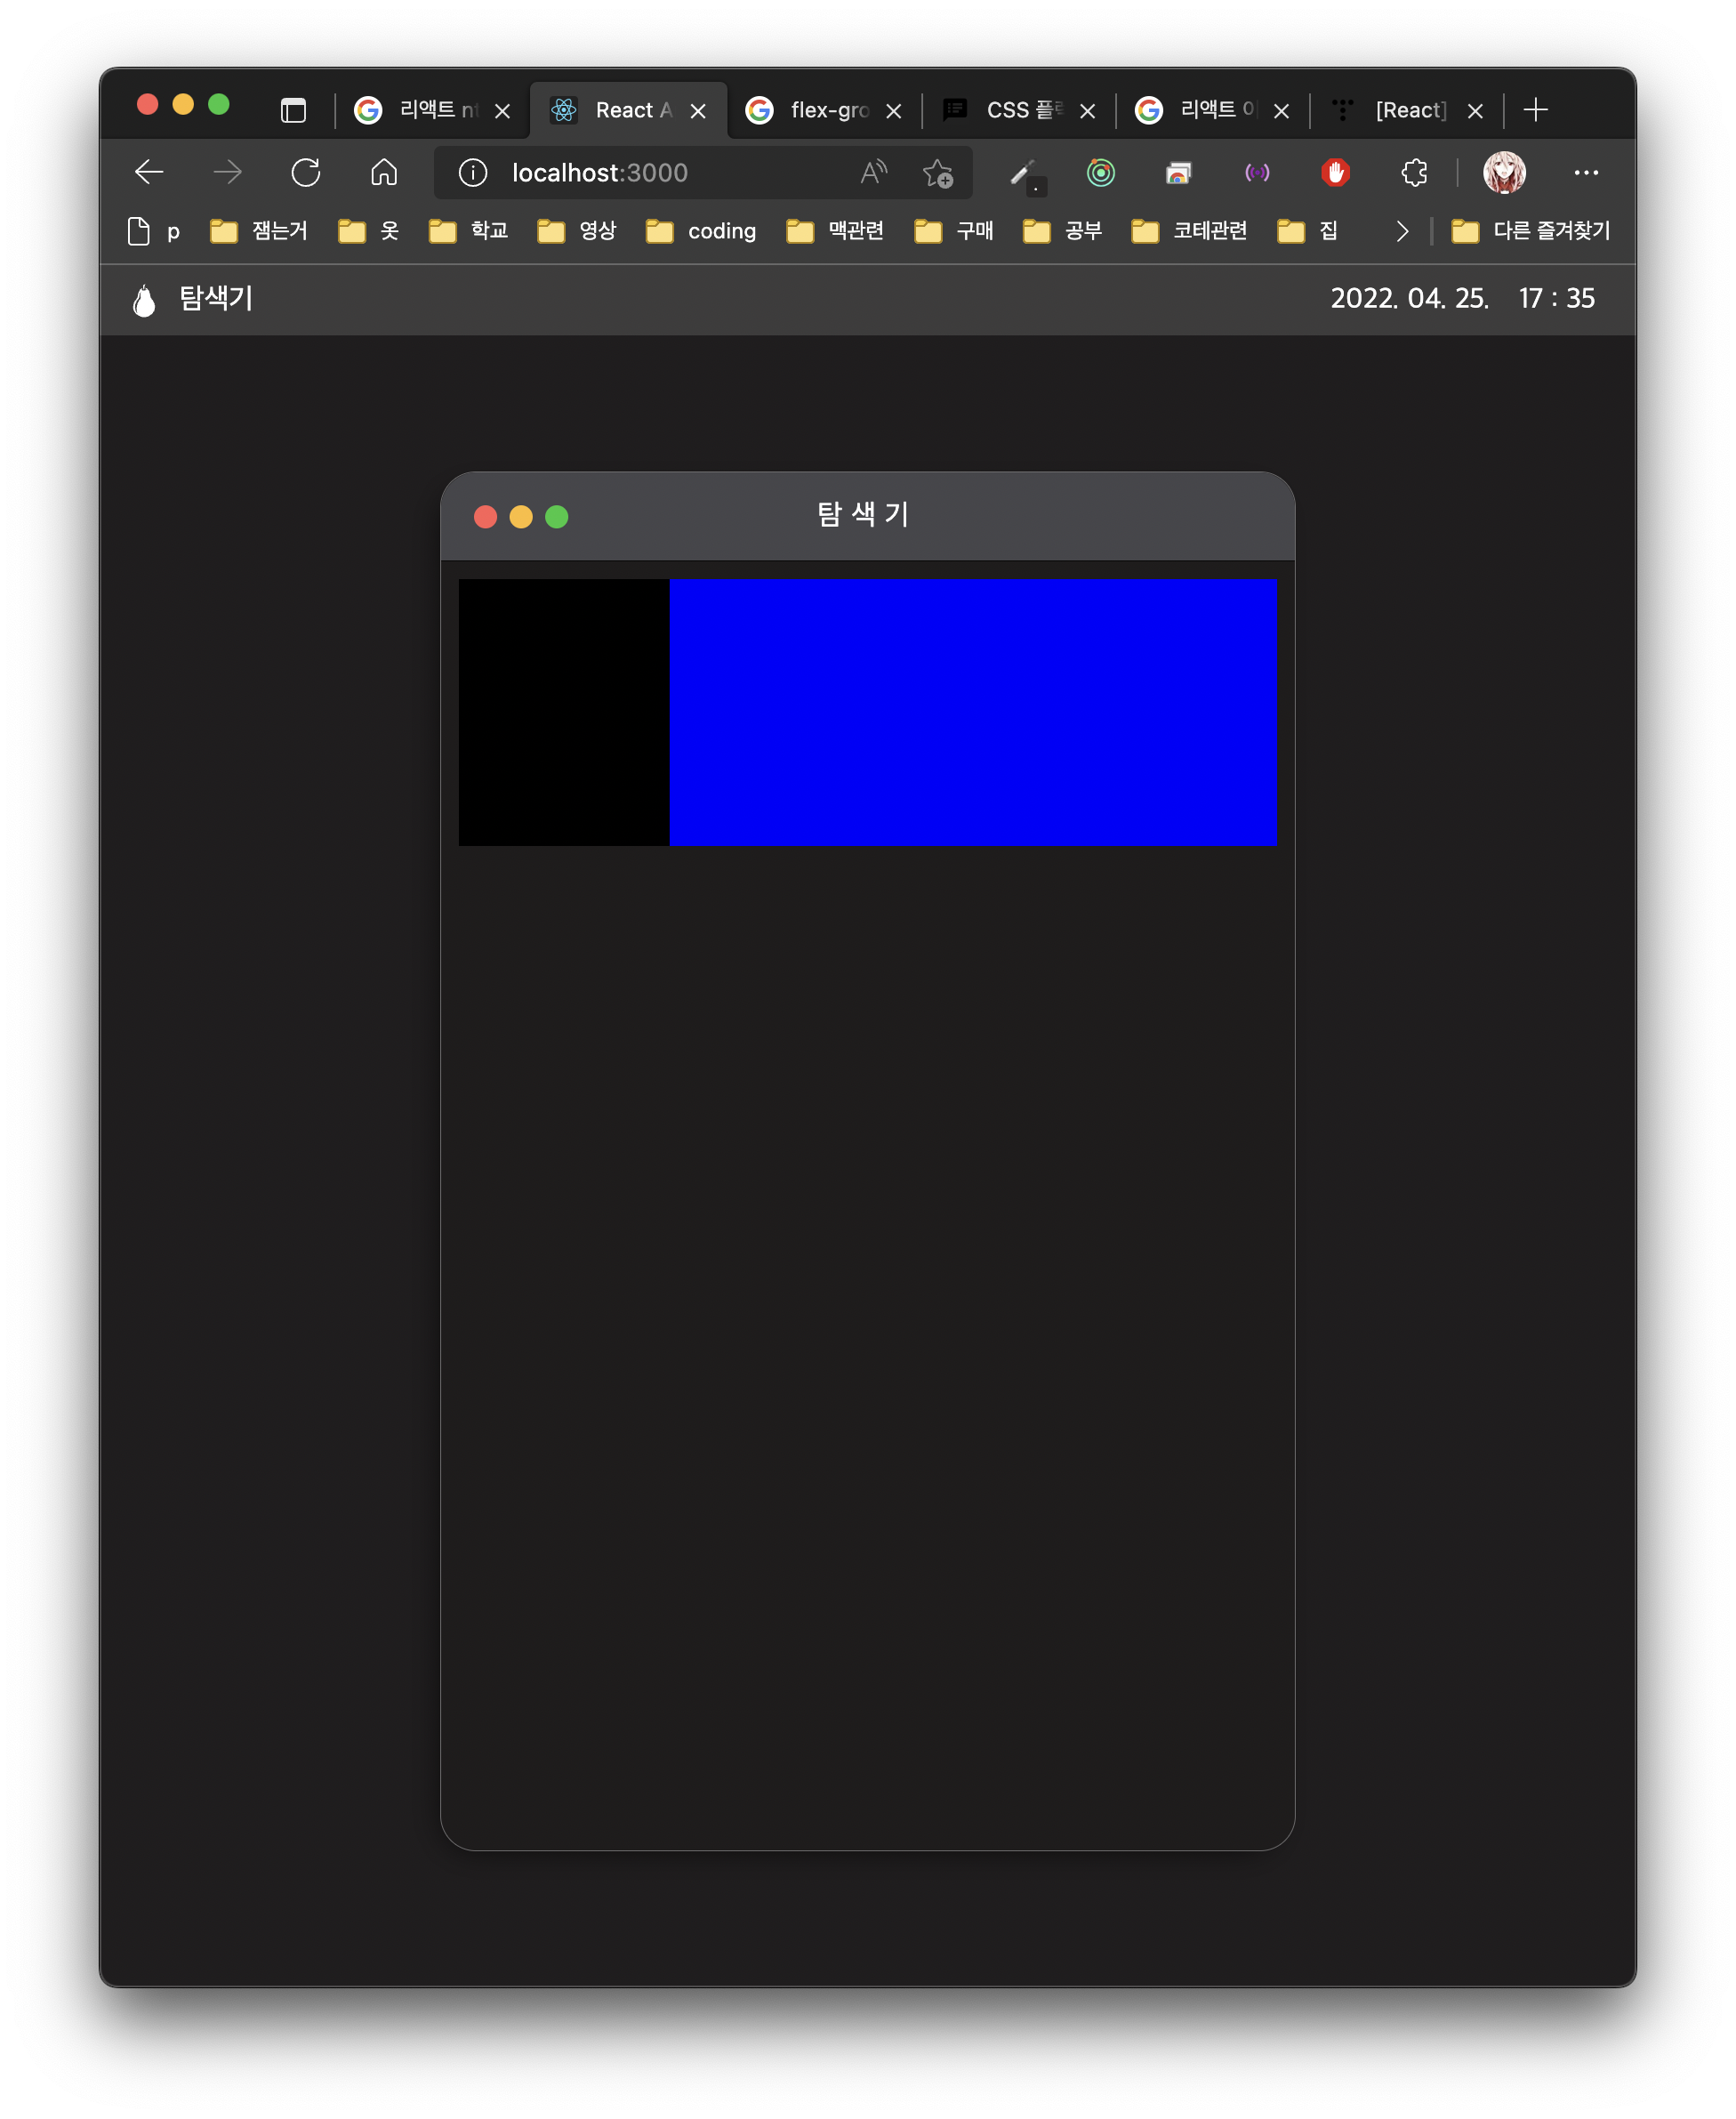 리액트 nt React A flex-gro CSS 플 리액트 이 [React]
localhost:3000
p 잼는거 옷 학교 영상 coding 맥관련 구매 공부 코테관련 집 다른 즐겨찾기
탐색기 2022. 04. 25. 17 : 35
탐 색 기